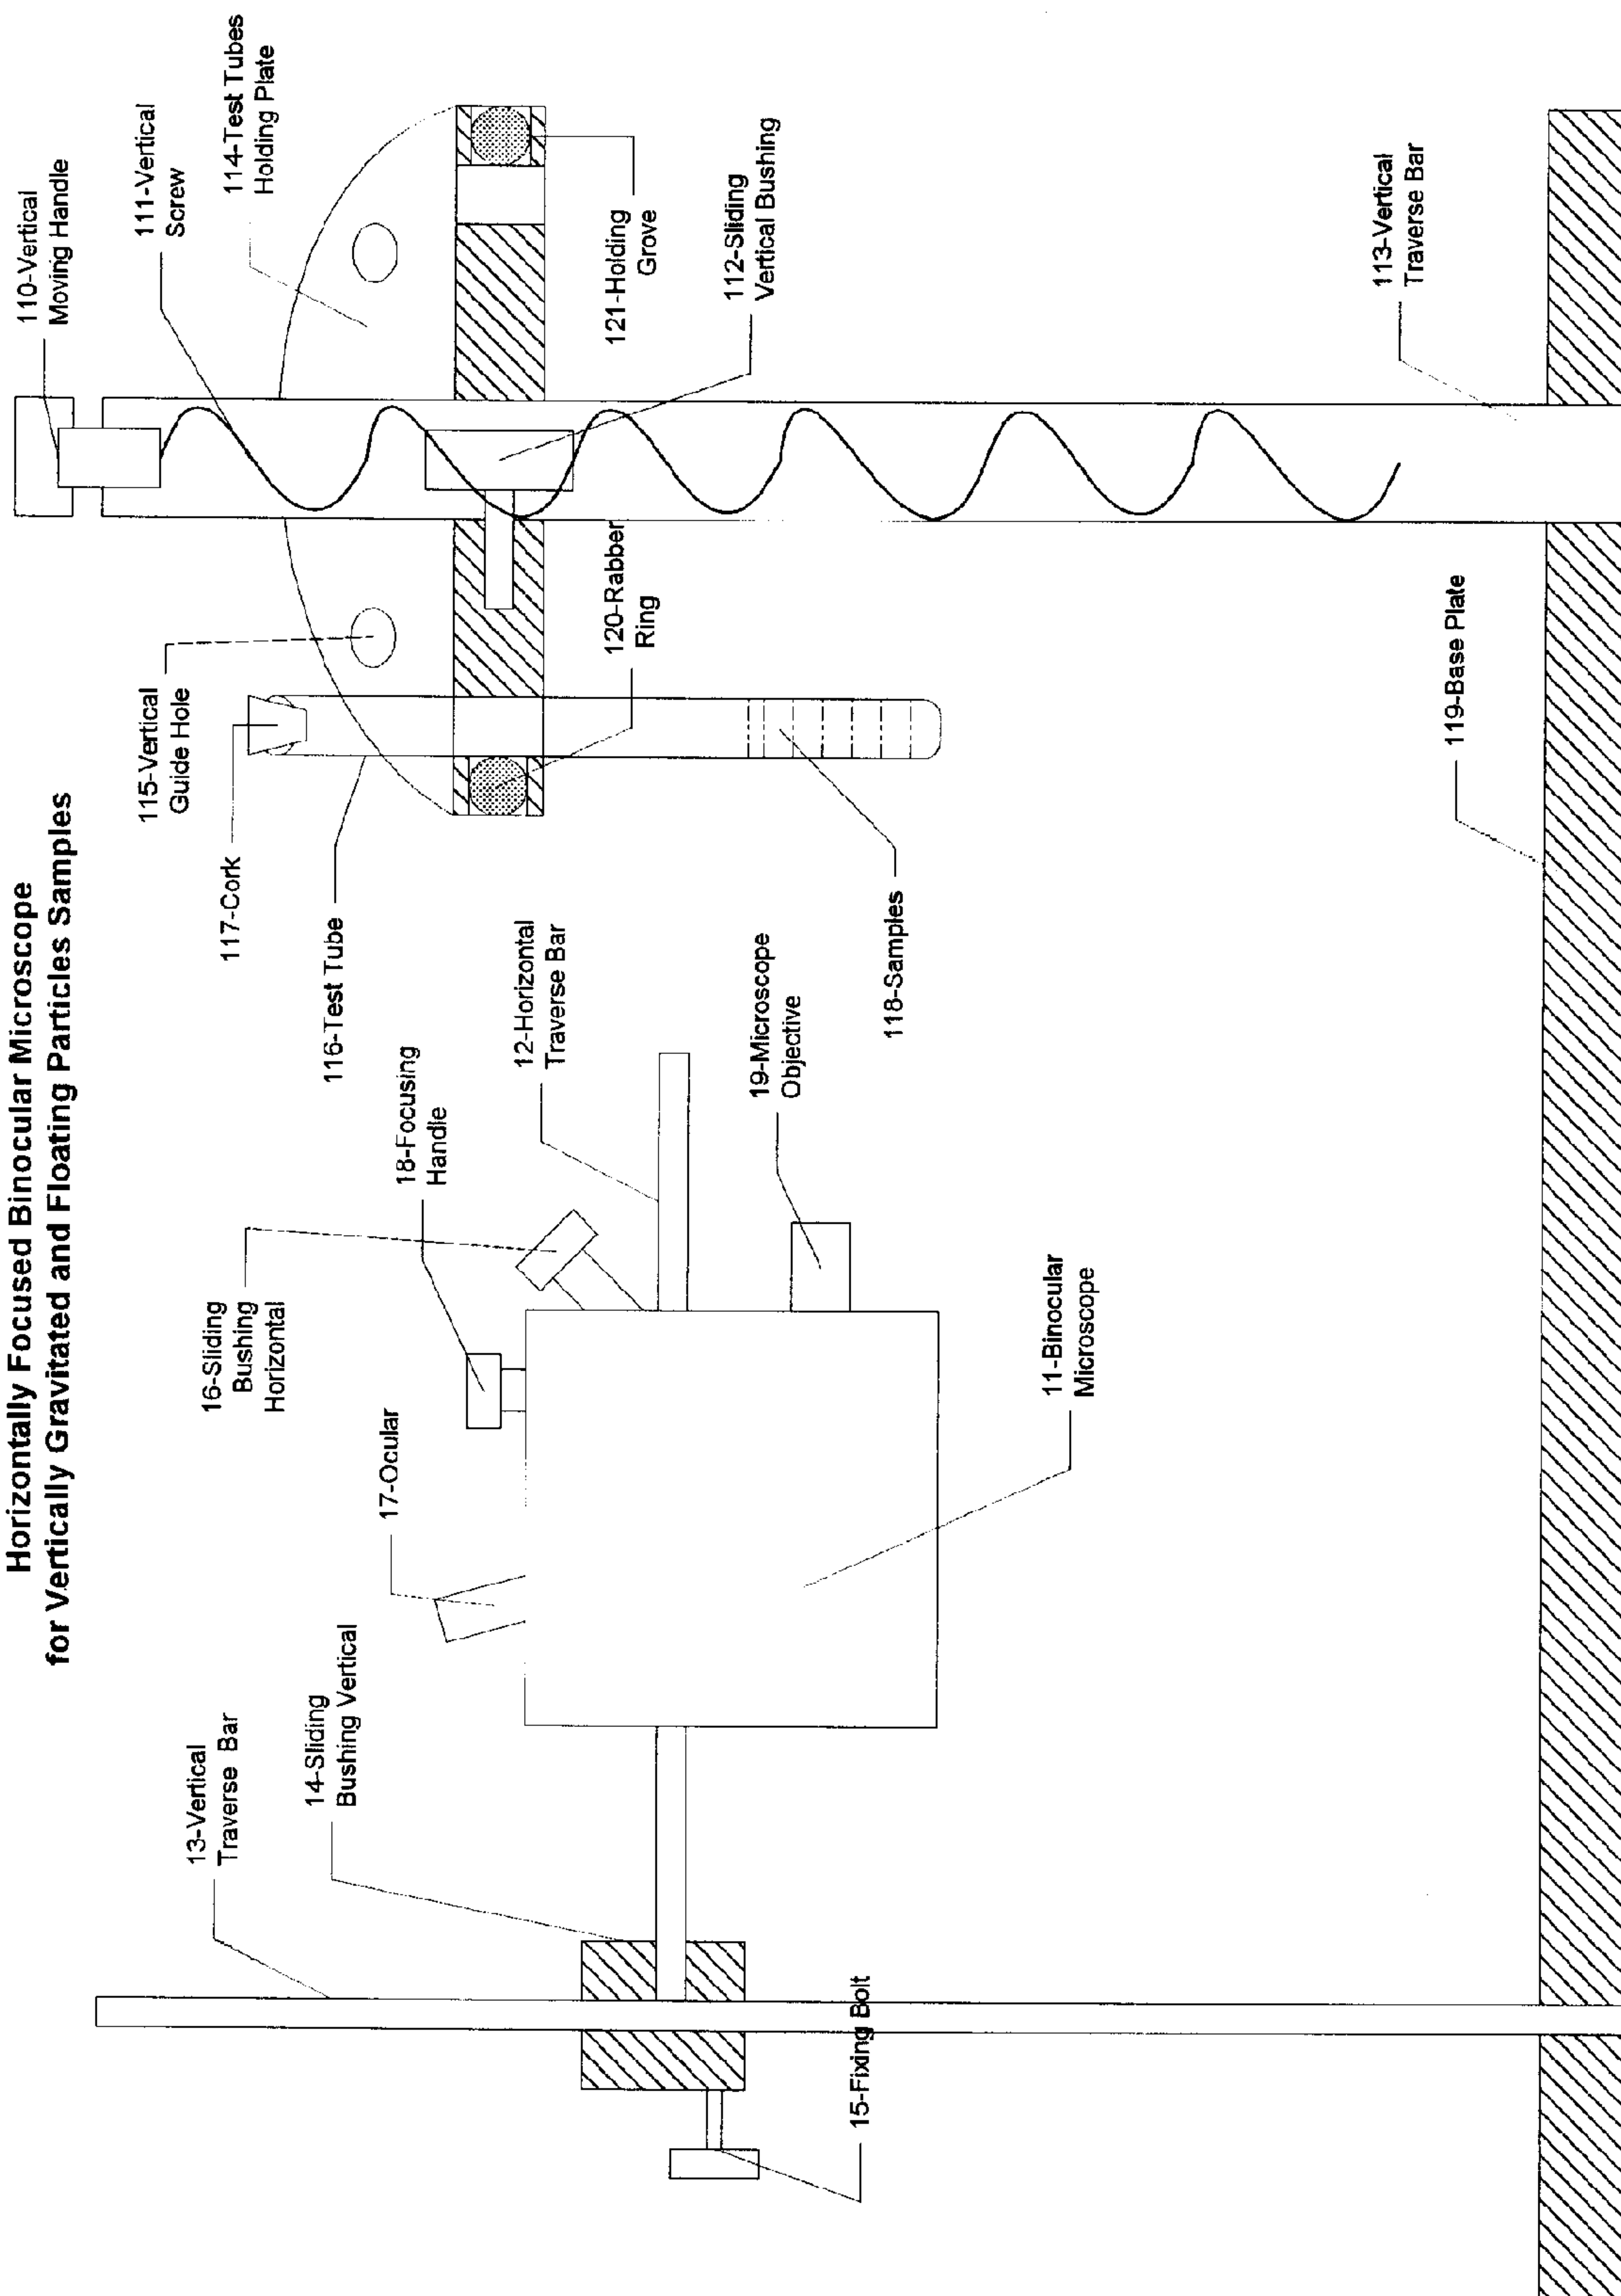 Horizontally Focused Binocular Microscope
for Vertically Gravitated and Floating Particles Samples
110-Vertical
Moving Handle
111-Vertical
Screw
114-Test Tubes
Holding Plate
115-Vertical
Guide Hole
117-Cork
116-Test Tube
121-Holding
Grove
112-Sliding
Vertical Bushing
120-Rabber
Ring
13-Vertical
Traverse Bar
14-Sliding
Bushing Vertical
16-Sliding
Bushing
Horizontal
17-Ocular
18-Focusing
Handle
12-Horizontal
Traverse Bar
19-Microscope
Objective
118-Samples
11-Binocular
Microscope
15-Fixing Bolt
113-Vertical
Traverse Bar
119-Base Plate